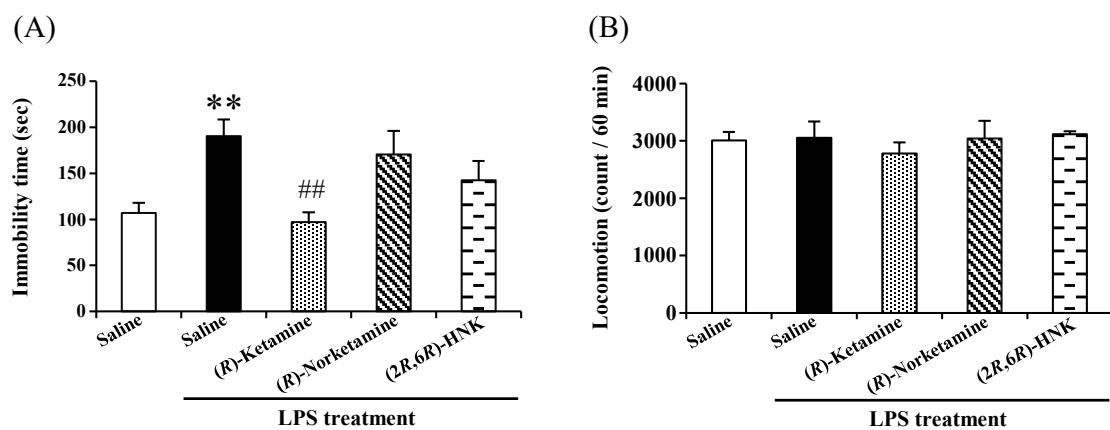 (A)
Immobility time (sec)
250
200
150
100
50
0
**
##
Saline
Saline
(R)-Ketamine
(R)-Norketamine
(2R,6R)-HNK
LPS treatment
(B)
Locomotion (count / 60 min)
4000
3000
2000
1000
0
Saline
Saline
(R)-Ketamine
(R)-Norketamine
(2R,6R)-HNK
LPS treatment